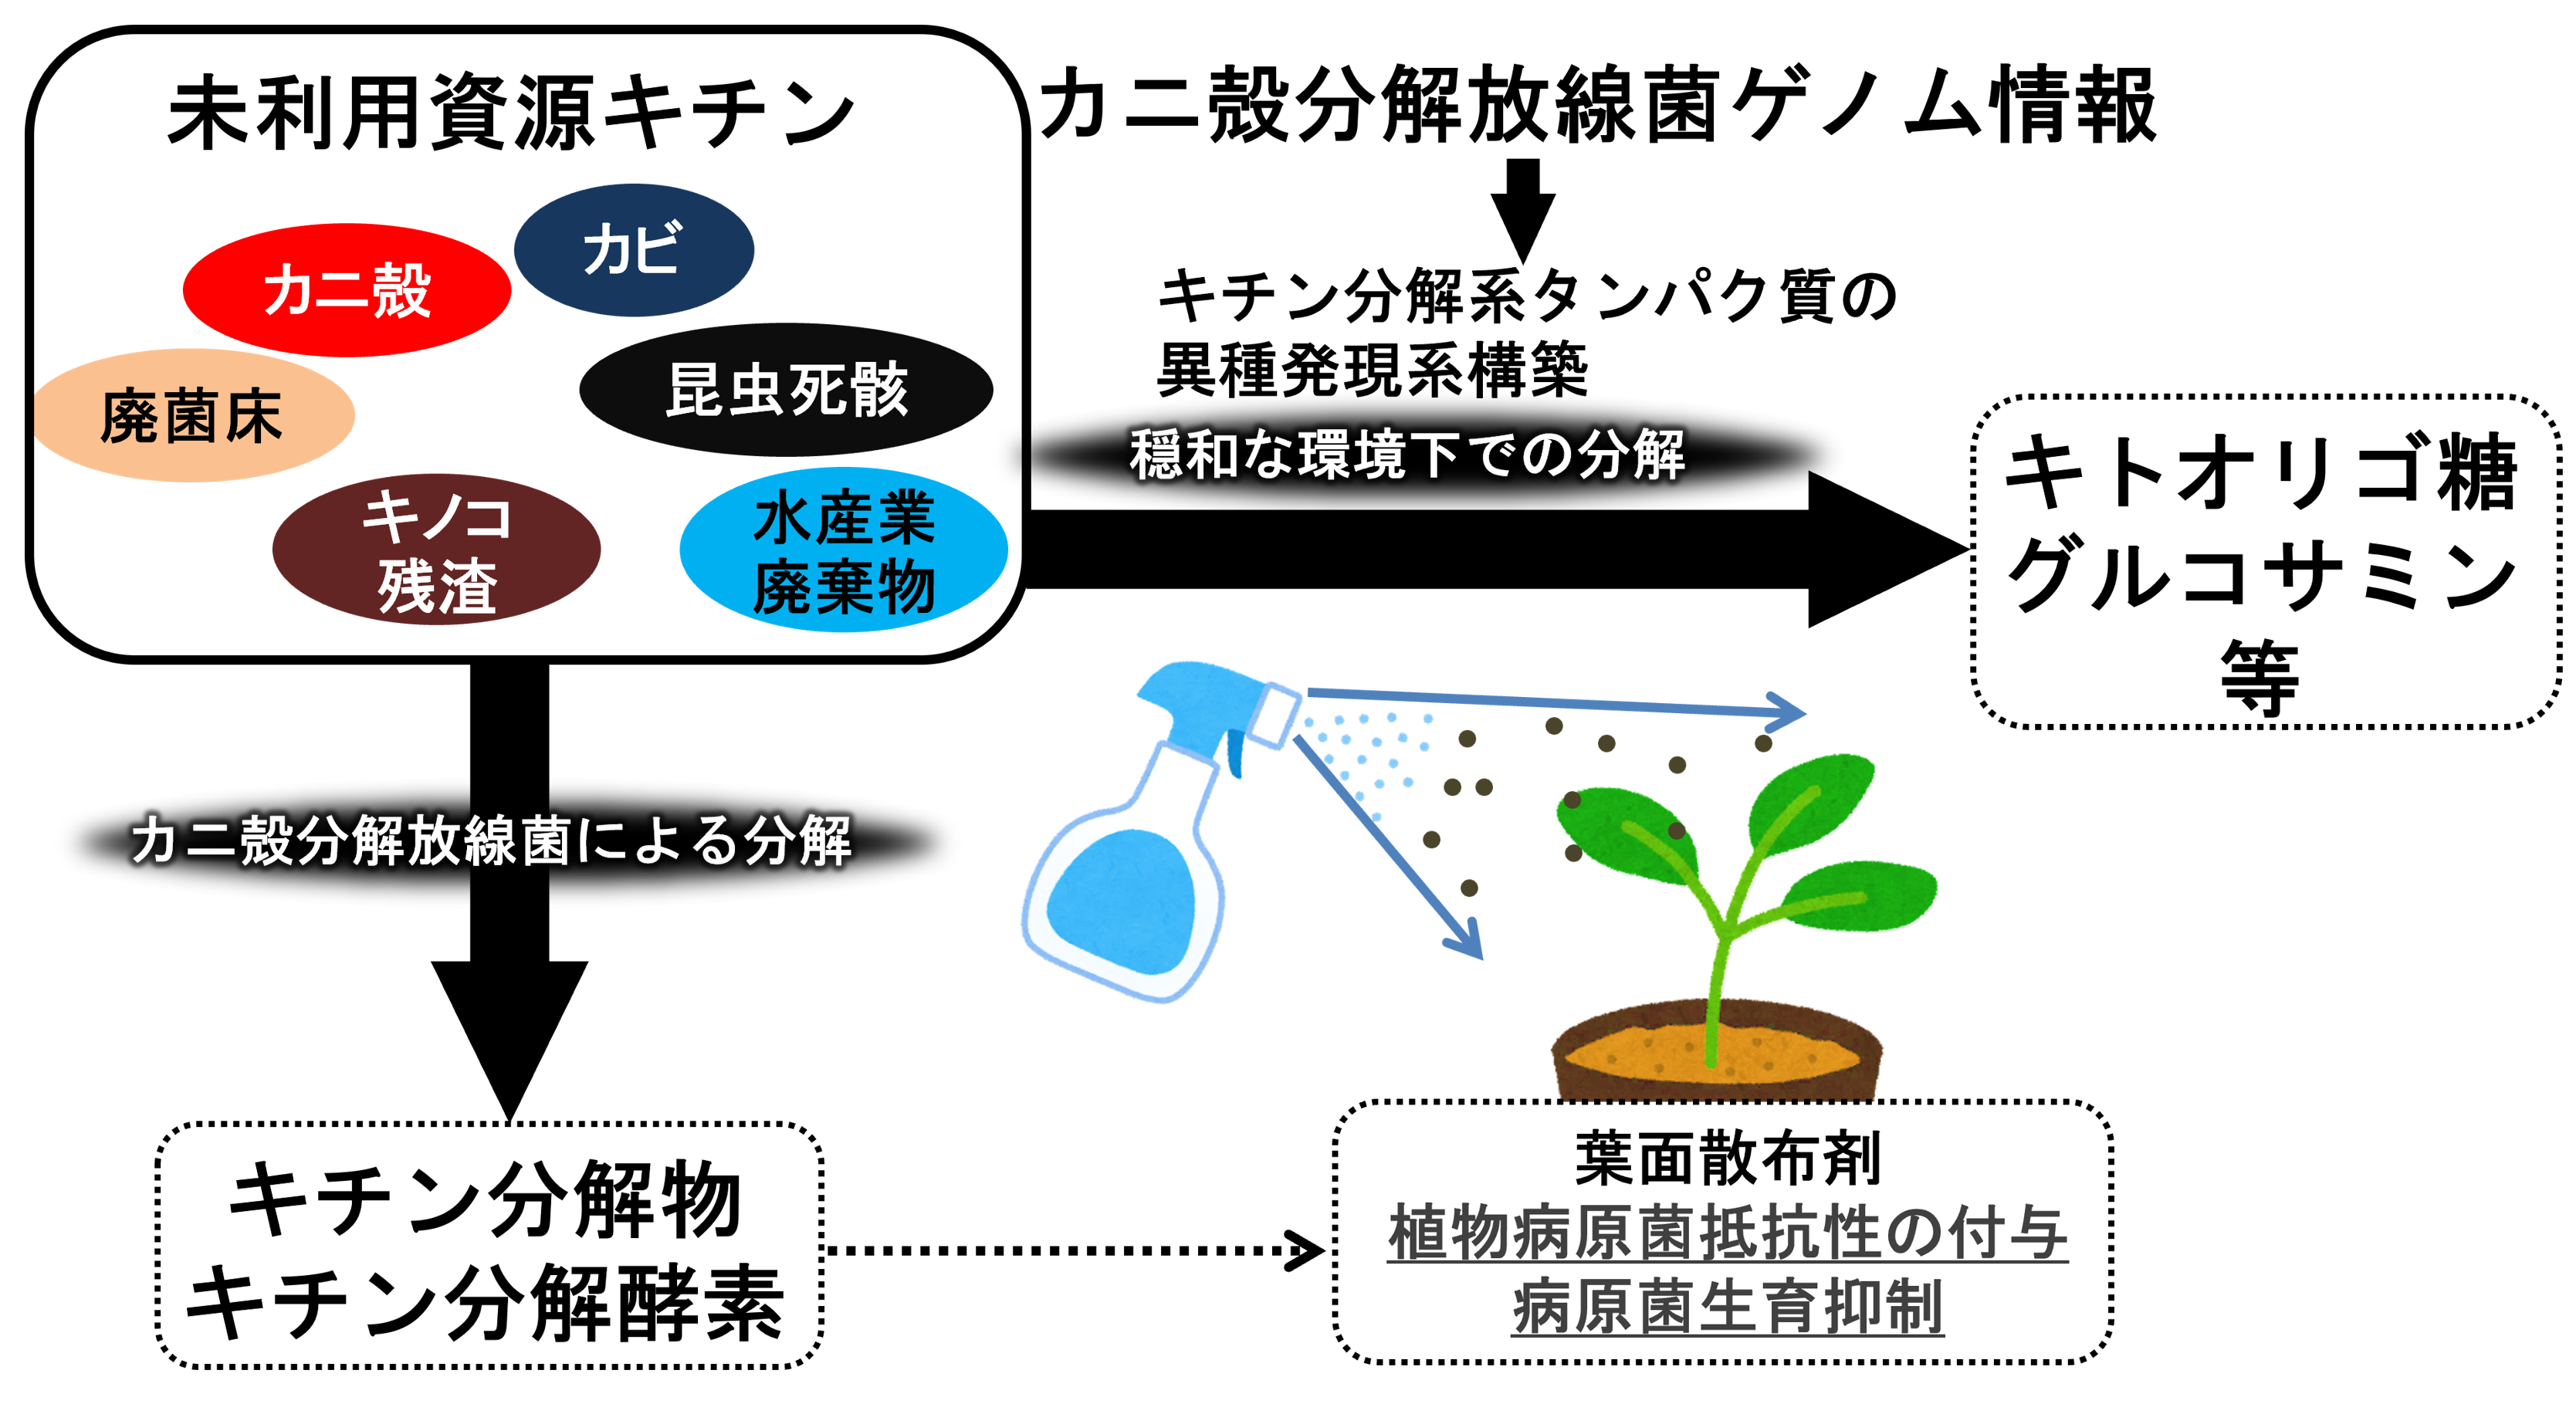 未利用資源キチン
カニ殻
カビ
廃菌床
昆虫死骸
キノコ
残渣
水産業
廃棄物
カニ殻分解放線菌ゲノム情報
キチン分解系タンパク質の
異種発現系構築
穏和な環境下での分解
キトオリゴ糖
グルコサミン
等
カニ殻分解放線菌による分解
キチン分解物
キチン分解酵素
葉面散布剤
植物病原菌抵抗性の付与
病原菌生育抑制